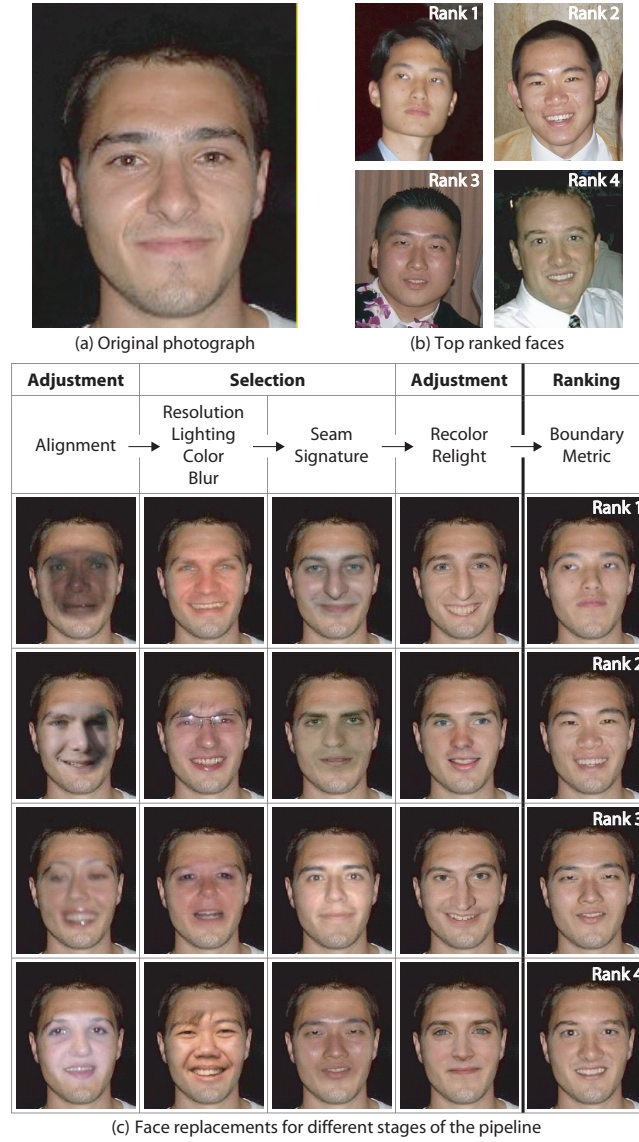 Rank 1
Rank 2
Rank 3
Rank 4
(a) Original photograph
(b) Top ranked faces
Adjustment
Selection
Adjustment
Ranking
Alignment
Resolution
Lighting
Color
Blur
Seam
Signature
Recolor
Relight
Boundary
Metric
Rank 1
Rank 2
Rank 3
Rank 4
(c) Face replacements for different stages of the pipeline